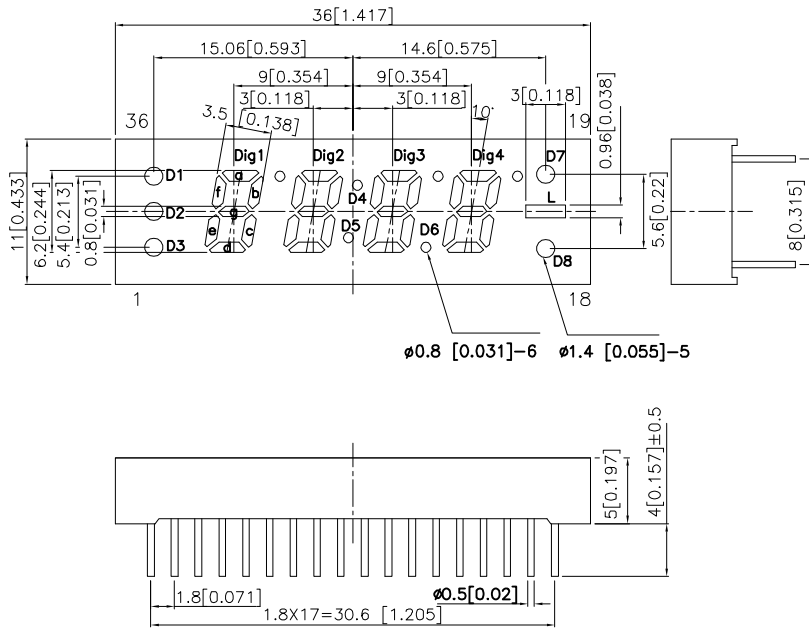 36[1.417]
15.06[0.593]
14.6[0.575]
9[0.354]
9[0.354]
3[0.118]
3[0.118]
3[0.118]
3.5 [0.138]
10°
0.96[0.038]
36
19
Dig1
Dig2
Dig3
Dig4
D7
D1
a
f
b
D4
L
D2
g
D5
D6
e
c
D3
d
D8
11[0.433]
6.2[0.244]
5.4[0.213]
0.8[0.031]
5.6[0.22]
8[0.315]
1
18
ø0.8 [0.031]-6
ø1.4 [0.055]-5
5[0.197]
4[0.157]±0.5
1.8[0.071]
ø0.5[0.02]
1.8X17=30.6 [1.205]